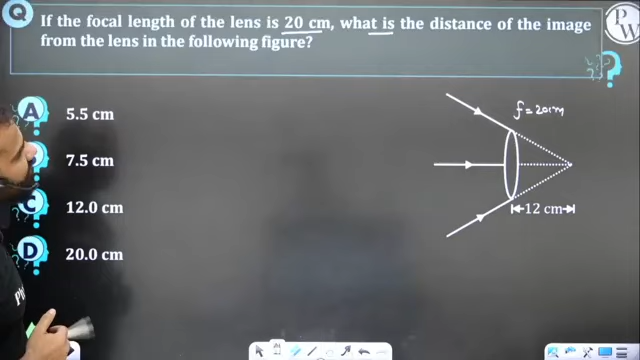 Q
If the focal length of the lens is 20 cm, what is the distance of the image
from the lens in the following figure?
P
W
A 5.5 cm
7.5 cm
C 12.0 cm
D 20.0 cm
f = 20cm
12 cm